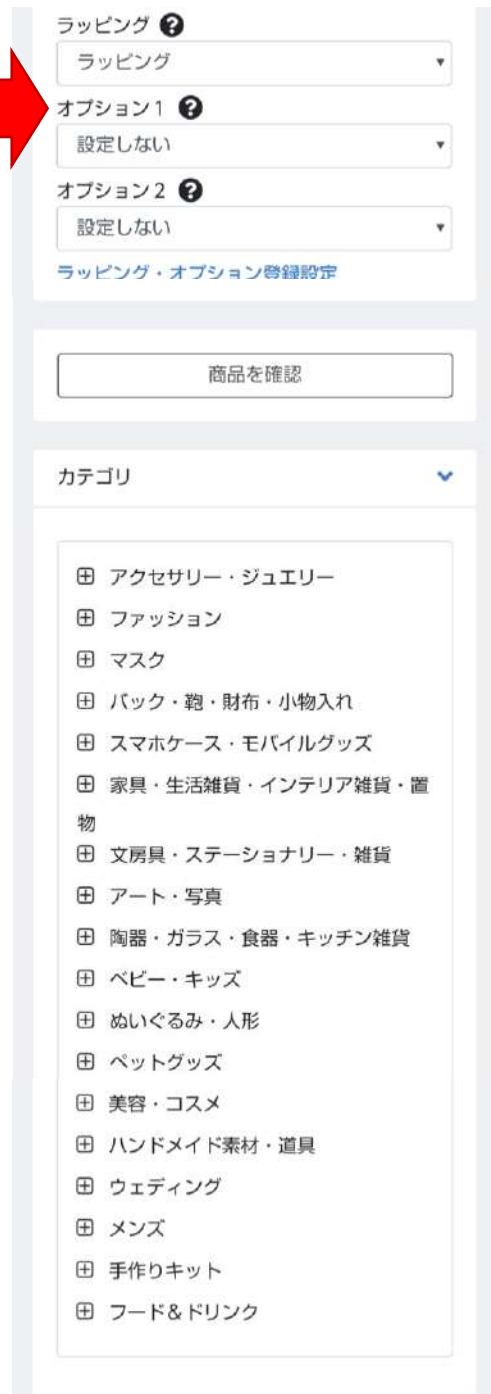 ラッピング ?
ラッピング
オプション1 ?
設定しない
オプション2 ?
設定しない
ラッピング・オプション登録設定
商品を確認
カテゴリ
アクセサリー・ジュエリー
ファッション
マスク
バック・鞄・財布・小物入れ
スマホケース・モバイルグッズ
家具・生活雑貨・インテリア雑貨・置
物
文房具・ステーショナリー・雑貨
アート・写真
陶器・ガラス・食器・キッチン雑貨
ベビー・キッズ
ぬいぐるみ・人形
ペットグッズ
美容・コスメ
ハンドメイド素材・道具
ウェディング
メンズ
手作りキット
フード&ドリンク